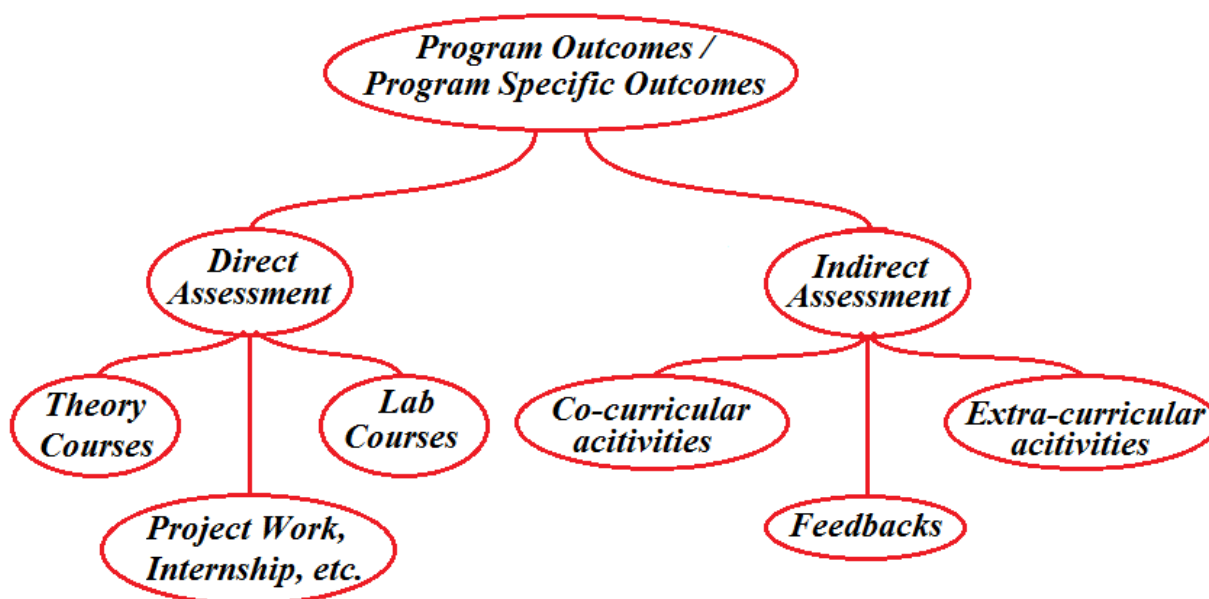 Program Outcomes /
Program Specific Outcomes
Direct
Assessment
Indirect
Assessment
Theory
Courses
Lab
Courses
Co-curricular
acitivities
Extra-curricular
acitivities
Project Work,
Internship, etc.
Feedbacks